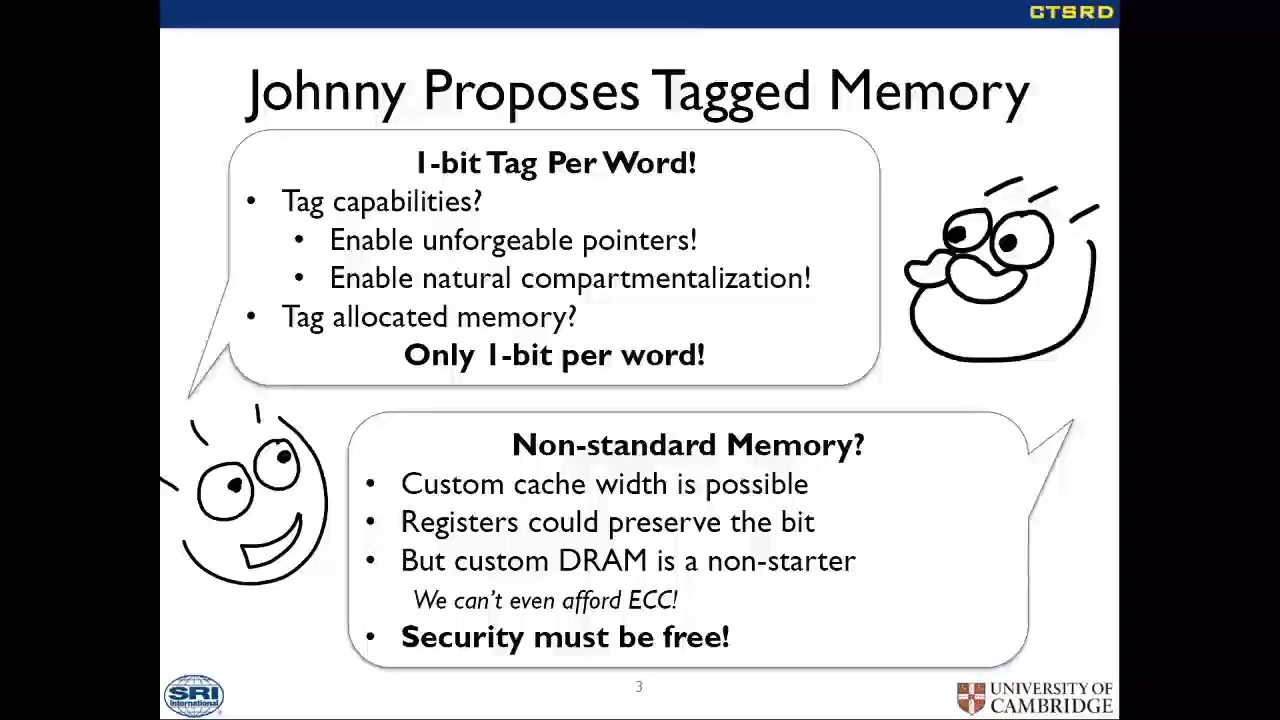 CTSRD
Johnny Proposes Tagged Memory
1-bit Tag Per Word!
• Tag capabilities?
• Enable unforgeable pointers!
• Enable natural compartmentalization!
• Tag allocated memory?
Only 1-bit per word!
Non-standard Memory?
• Custom cache width is possible
• Registers could preserve the bit
• But custom DRAM is a non-starter
We can't even afford ECC!
• Security must be free!
SRI
International
3
UNIVERSITY OF
CAMBRIDGE